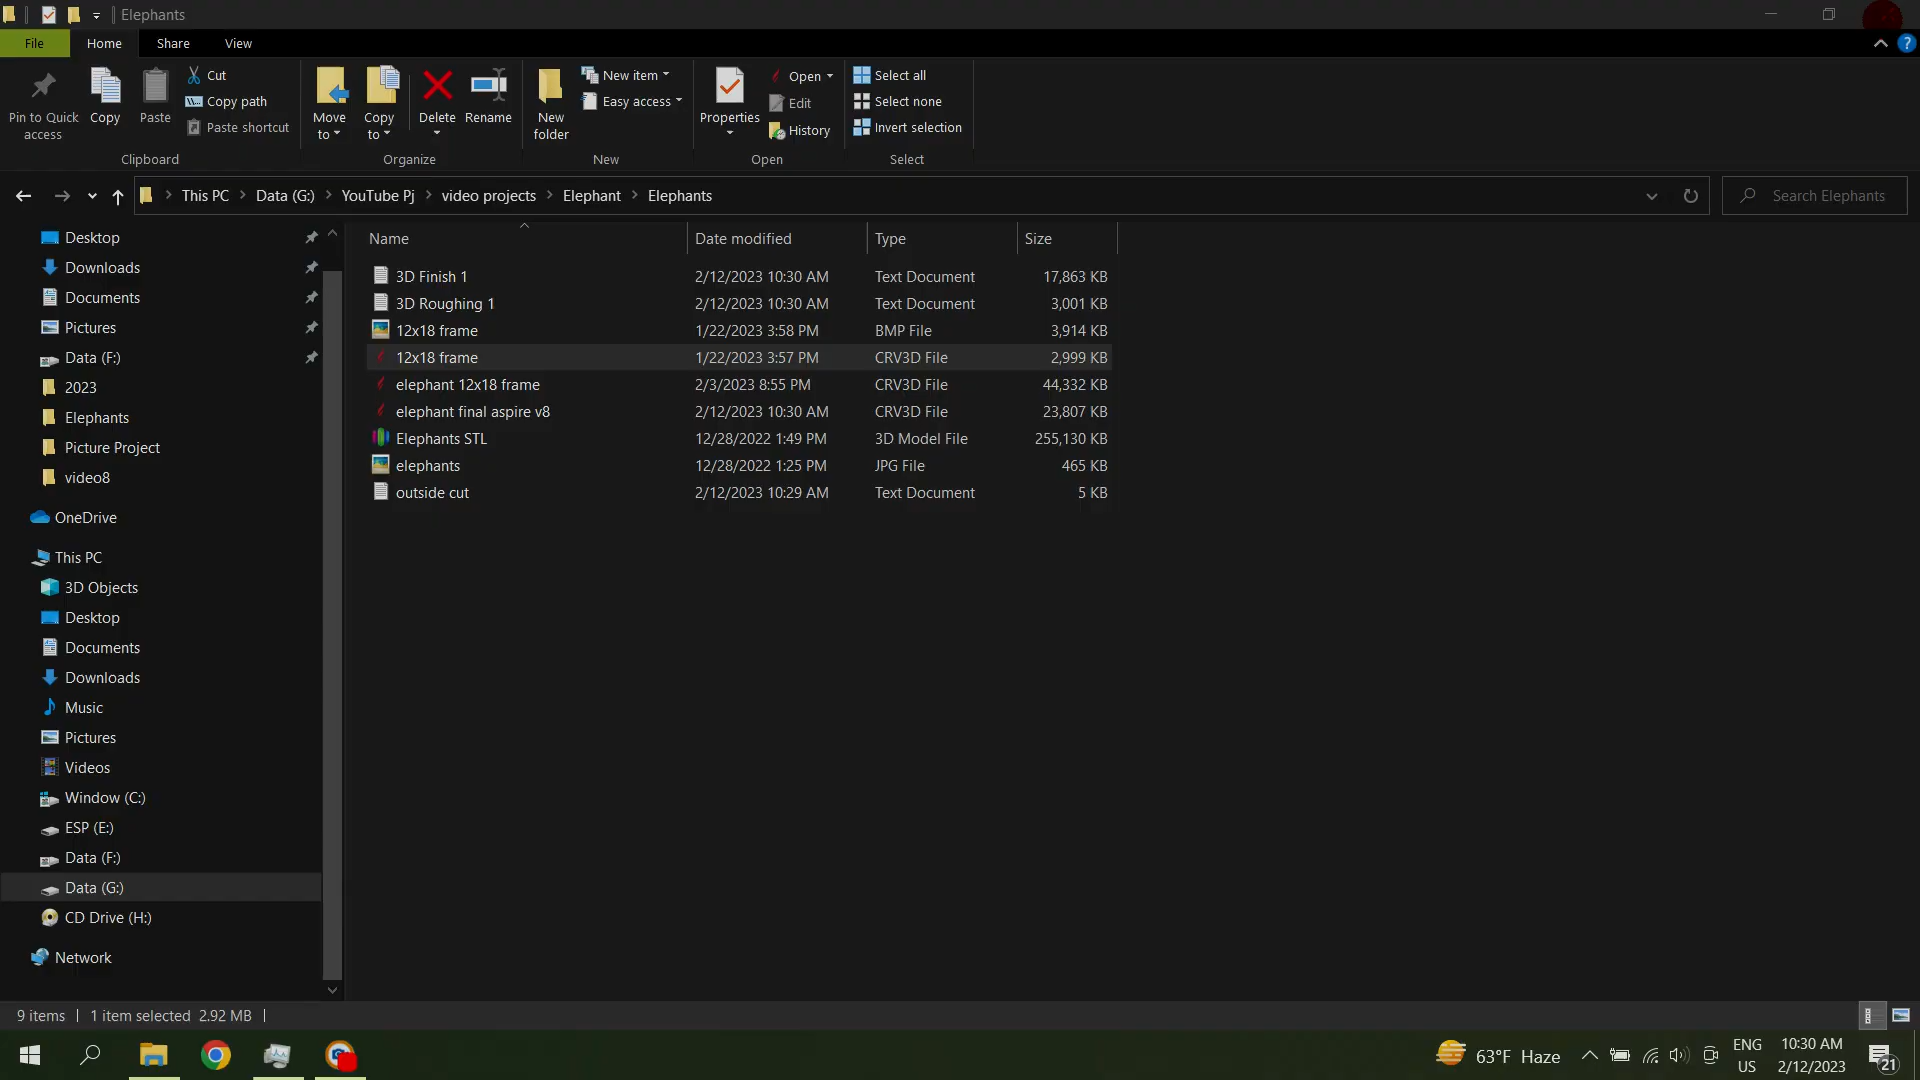 Elephants
File Home Share View
Pin to Quick access
Copy
Paste
Cut
Copy path
Paste shortcut
Clipboard
Move to
Copy to
Delete
Rename
Organize
New folder
New item
Easy access
New
Properties
Open
Edit
History
Open
Select all
Select none
Invert selection
Select
This PC Data (G:) YouTube Pj video projects Elephant Elephants
Search Elephants
Desktop
Downloads
Documents
Pictures
Data (F:)
2023
Elephants
Picture Project
video8
OneDrive
This PC
3D Objects
Desktop
Documents
Downloads
Music
Pictures
Videos
Window (C:)
ESP (E:)
Data (F:)
Data (G:)
CD Drive (H:)
Network
Name Date modified Type Size
3D Finish 1 2/12/2023 10:30 AM Text Document 17,863 KB
3D Roughing 1 2/12/2023 10:30 AM Text Document 3,001 KB
12x18 frame 1/22/2023 3:58 PM BMP File 3,914 KB
12x18 frame 1/22/2023 3:57 PM CRV3D File 2,999 KB
elephant 12x18 frame 2/3/2023 8:55 PM CRV3D File 44,332 KB
elephant final aspire v8 2/12/2023 10:30 AM CRV3D File 23,807 KB
Elephants STL 12/28/2022 1:49 PM 3D Model File 255,130 KB
elephants 12/28/2022 1:25 PM JPG File 465 KB
outside cut 2/12/2023 10:29 AM Text Document 5 KB
9 items 1 item selected 2.92 MB
63°F Haze
ENG
US
10:30 AM
2/12/2023
21